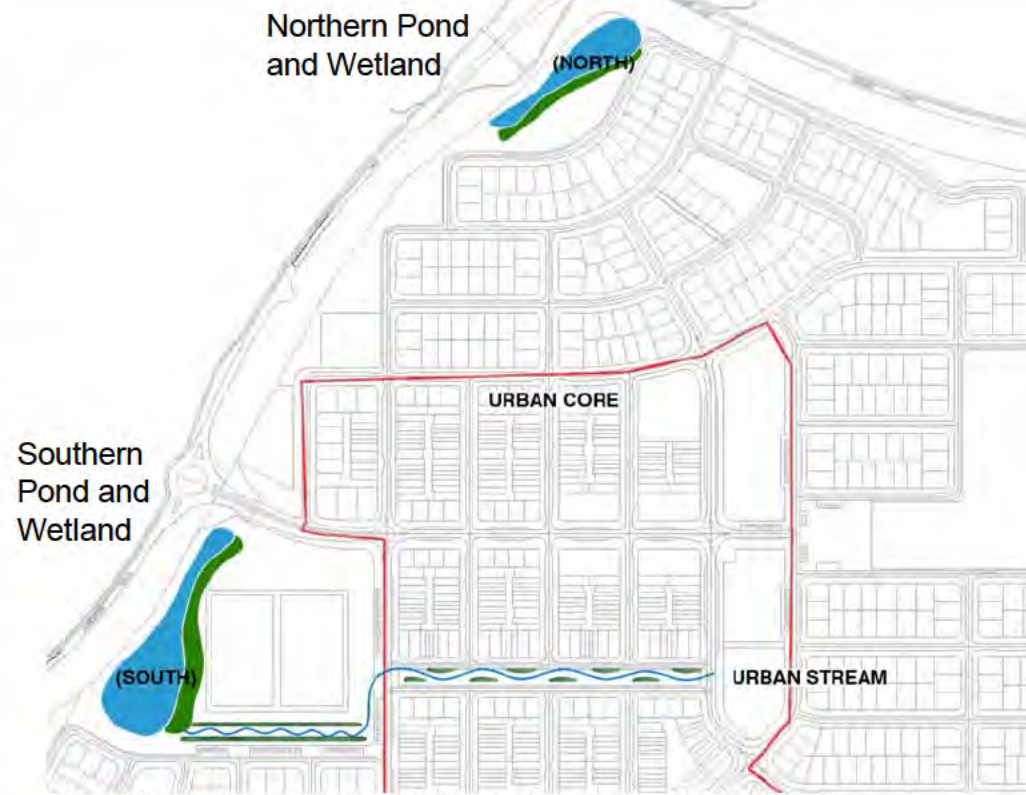 Northern Pond
and Wetland
(NORTH)
URBAN CORE
Southern
Pond and
Wetland
(SOUTH)
URBAN STREAM